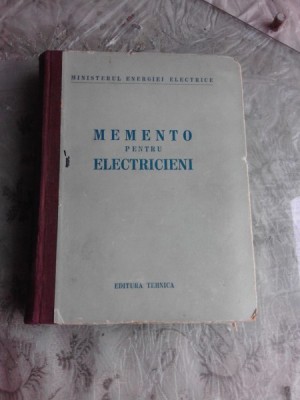 MINISTERUL ENERGIEI ELECTRICE
MEMENTO
PENTRU
ELECTRICIENI
EDITURA TEHNICA